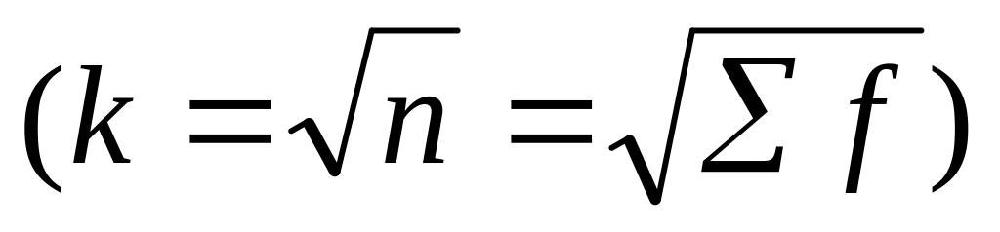 (k = √n = √Σ f)